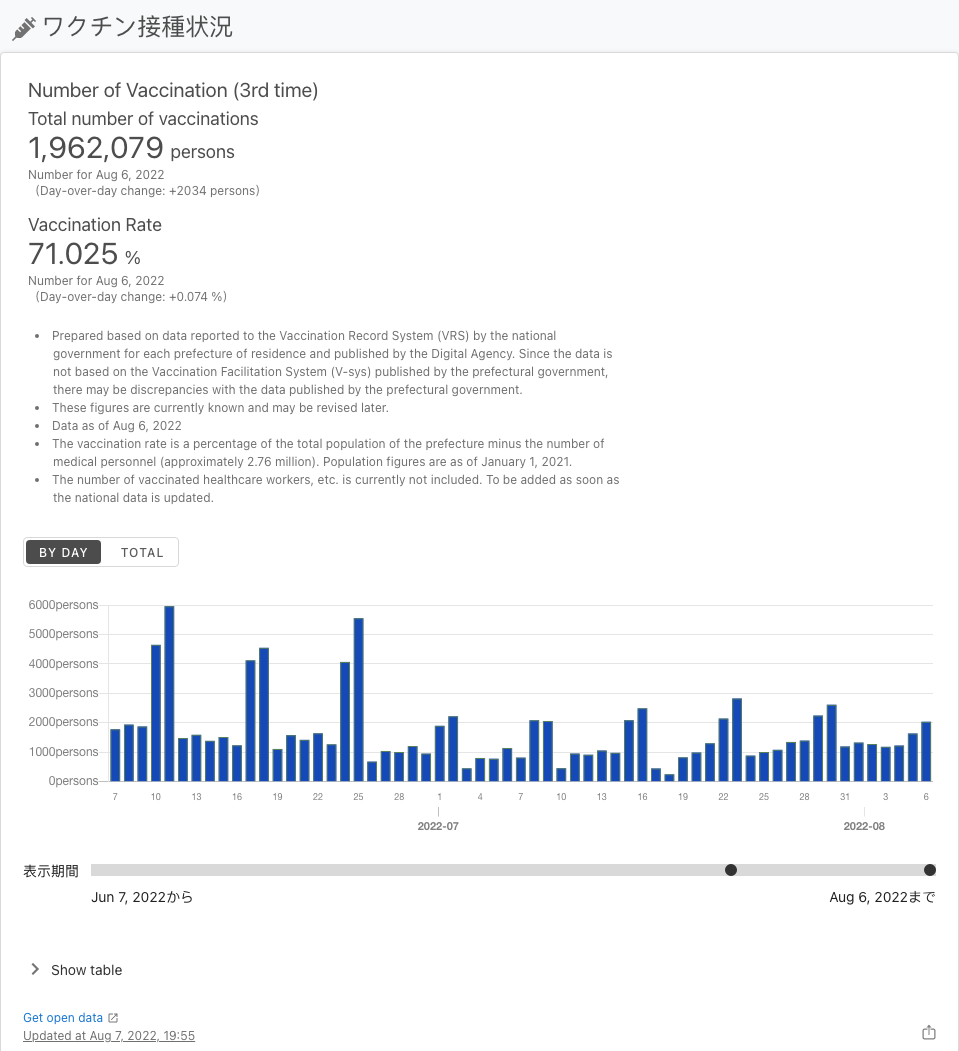 ワクチン接種状況
Number of Vaccination (3rd time)
Total number of vaccinations
1,962,079 persons
Number for Aug 6, 2022
(Day-over-day change: +2034 persons)
Vaccination Rate
71.025 %
Number for Aug 6, 2022
(Day-over-day change: +0.074 %)
• Prepared based on data reported to the Vaccination Record System (VRS) by the national
government for each prefecture of residence and published by the Digital Agency. Since the data is
not based on the Vaccination Facilitation System (V-sys) published by the prefectural government,
there may be discrepancies with the data published by the prefectural government.
• These figures are currently known and may be revised later.
• Data as of Aug 6, 2022
• The vaccination rate is a percentage of the total population of the prefecture minus the number of
medical personnel (approximately 2.76 million). Population figures are as of January 1, 2021.
• The number of vaccinated healthcare workers, etc. is currently not included. To be added as soon as
the national data is updated.
BY DAY TOTAL
6000persons
5000persons
4000persons
3000persons
2000persons
1000persons
0persons
7 10 13 16 19 22 25 28 1 4 7 10 13 16 19 22 25 28 31 3 6
2022-07 2022-08
表示期間
Jun 7, 2022から Aug 6, 2022まで
Show table
Get open data
Updated at Aug 7, 2022, 19:55